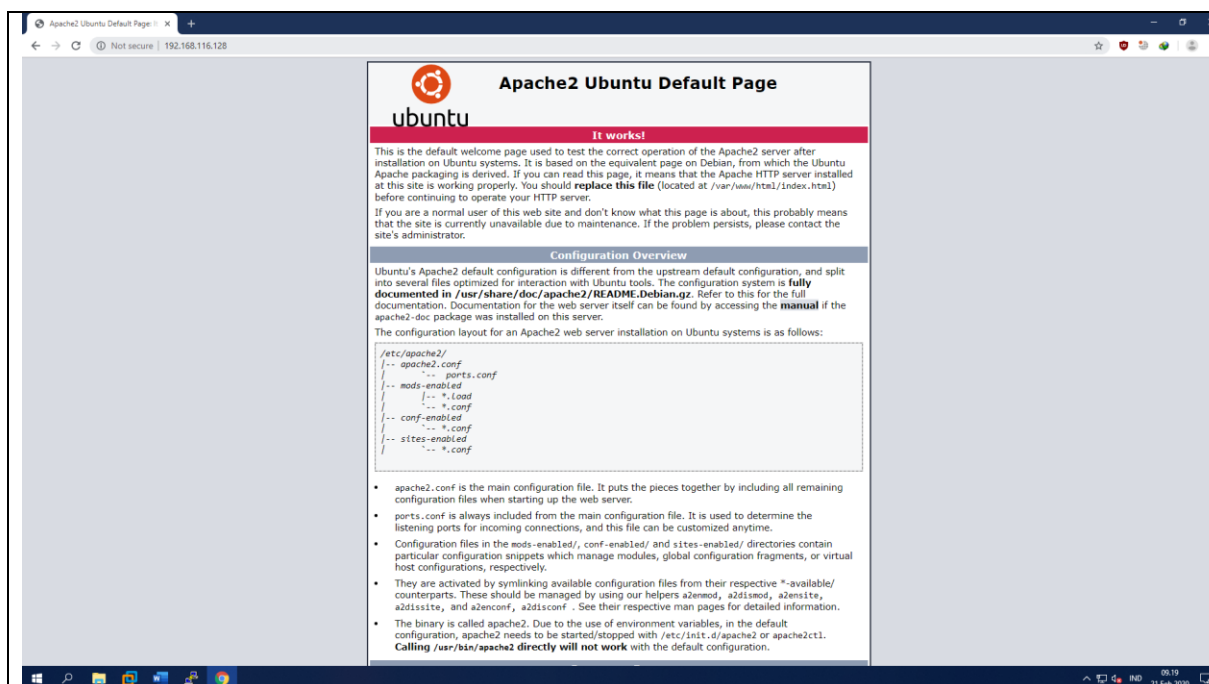 Apache2 Ubuntu Default Page: It
Not secure | 192.168.116.128
ubuntu
Apache2 Ubuntu Default Page
It works!
This is the default welcome page used to test the correct operation of the Apache2 server after
installation on Ubuntu systems. It is based on the equivalent page on Debian, from which the Ubuntu
Apache packaging is derived. If you can read this page, it means that the Apache HTTP server installed
at this site is working properly. You should replace this file (located at /var/www/html/index.html)
before continuing to operate your HTTP server.
If you are a normal user of this web site and don't know what this page is about, this probably means
that the site is currently unavailable due to maintenance. If the problem persists, please contact the
site's administrator.
Configuration Overview
Ubuntu's Apache2 default configuration is different from the upstream default configuration, and split
into several files optimized for interaction with Ubuntu tools. The configuration system is fully
documented in /usr/share/doc/apache2/README.Debian.gz. Refer to this for the full
documentation. Documentation for the web server itself can be found by accessing the manual if the
apache2-doc package was installed on this server.
The configuration layout for an Apache2 web server installation on Ubuntu systems is as follows:
/etc/apache2/
|-- apache2.conf
|       `--  ports.conf
|-- mods-enabled
|       |-- *.load
|       `-- *.conf
|-- conf-enabled
|       `-- *.conf
|-- sites-enabled
|       `-- *.conf
• apache2.conf is the main configuration file. It puts the pieces together by including all remaining
configuration files when starting up the web server.
• ports.conf is always included from the main configuration file. It is used to determine the
listening ports for incoming connections, and this file can be customized anytime.
• Configuration files in the mods-enabled/, conf-enabled/ and sites-enabled/ directories contain
particular configuration snippets which manage modules, global configuration fragments, or virtual
host configurations, respectively.
• They are activated by symlinking available configuration files from their respective *-available/
counterparts. These should be managed by using our helpers a2enmod, a2dismod, a2ensite,
a2dissite, and a2enconf, a2disconf . See their respective man pages for detailed information.
• The binary is called apache2. Due to the use of environment variables, in the default
configuration, apache2 needs to be started/stopped with /etc/init.d/apache2 or apache2ctl.
Calling /usr/bin/apache2 directly will not work with the default configuration.
IND
09.19
21 Feb 2020